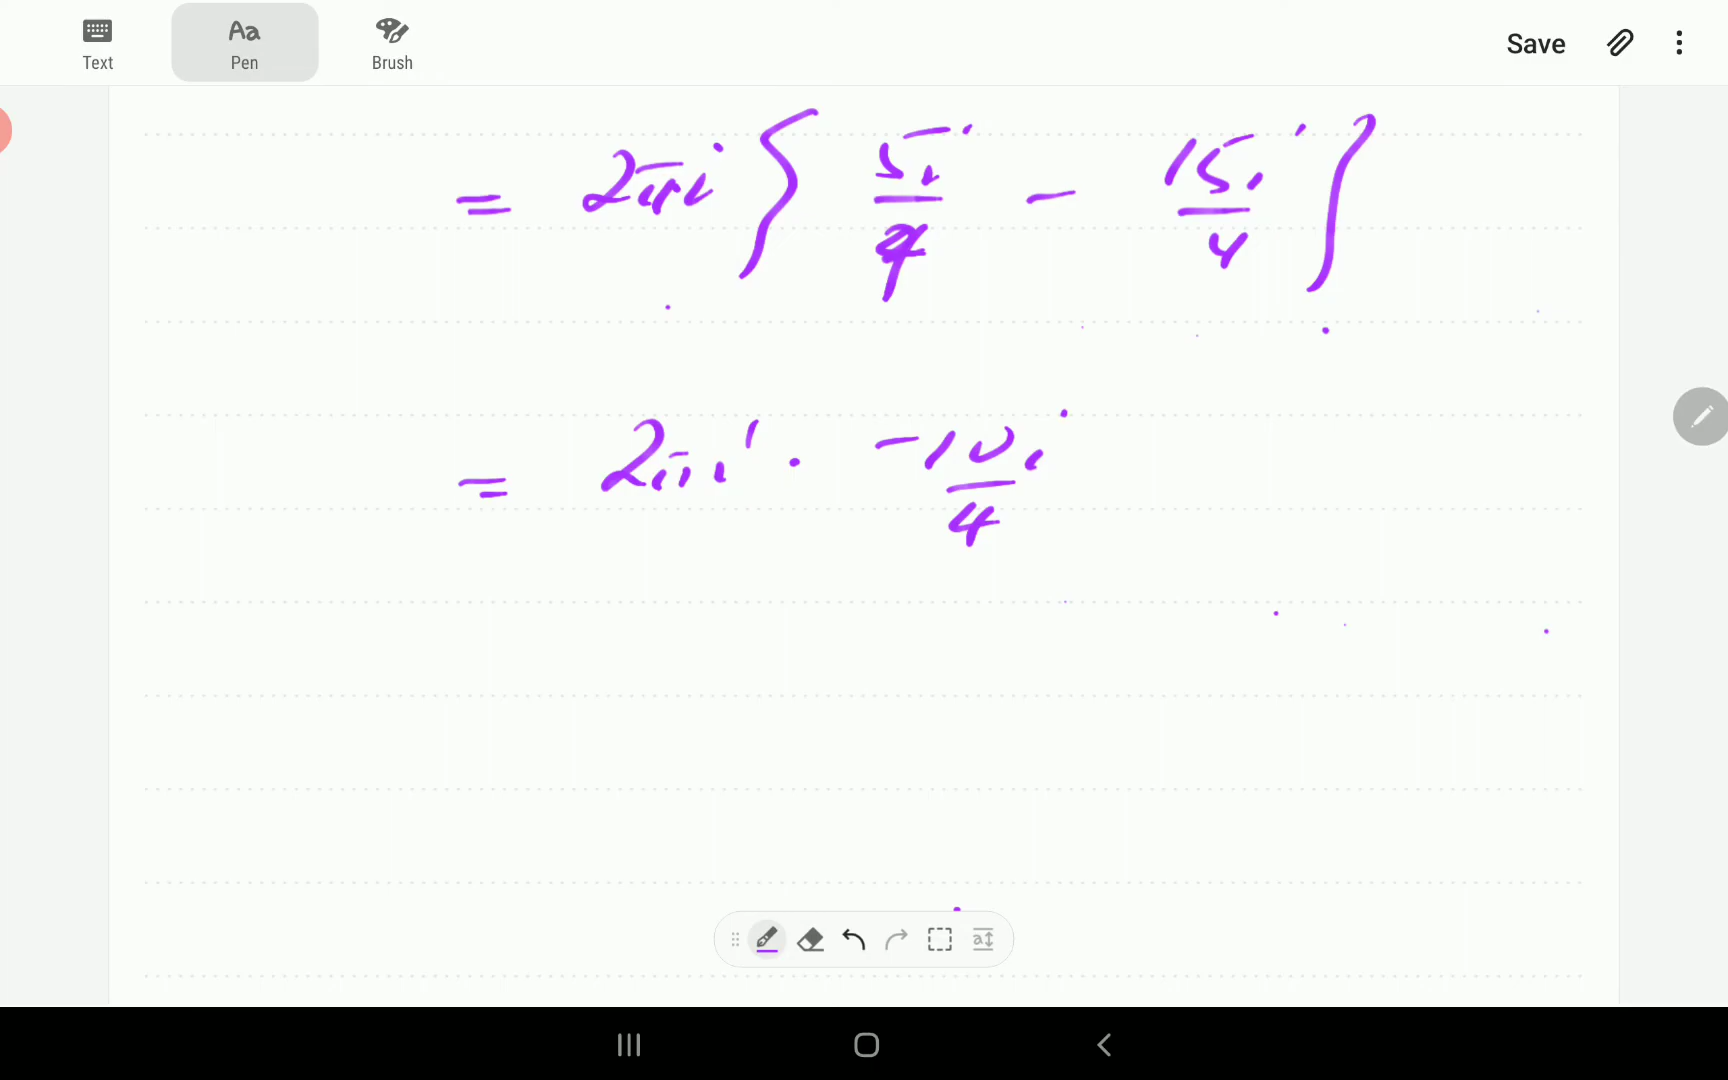 Text Pen Brush Save
= 2πi { 5i/4 - 15i/4 }
= 2πi · -10i/4